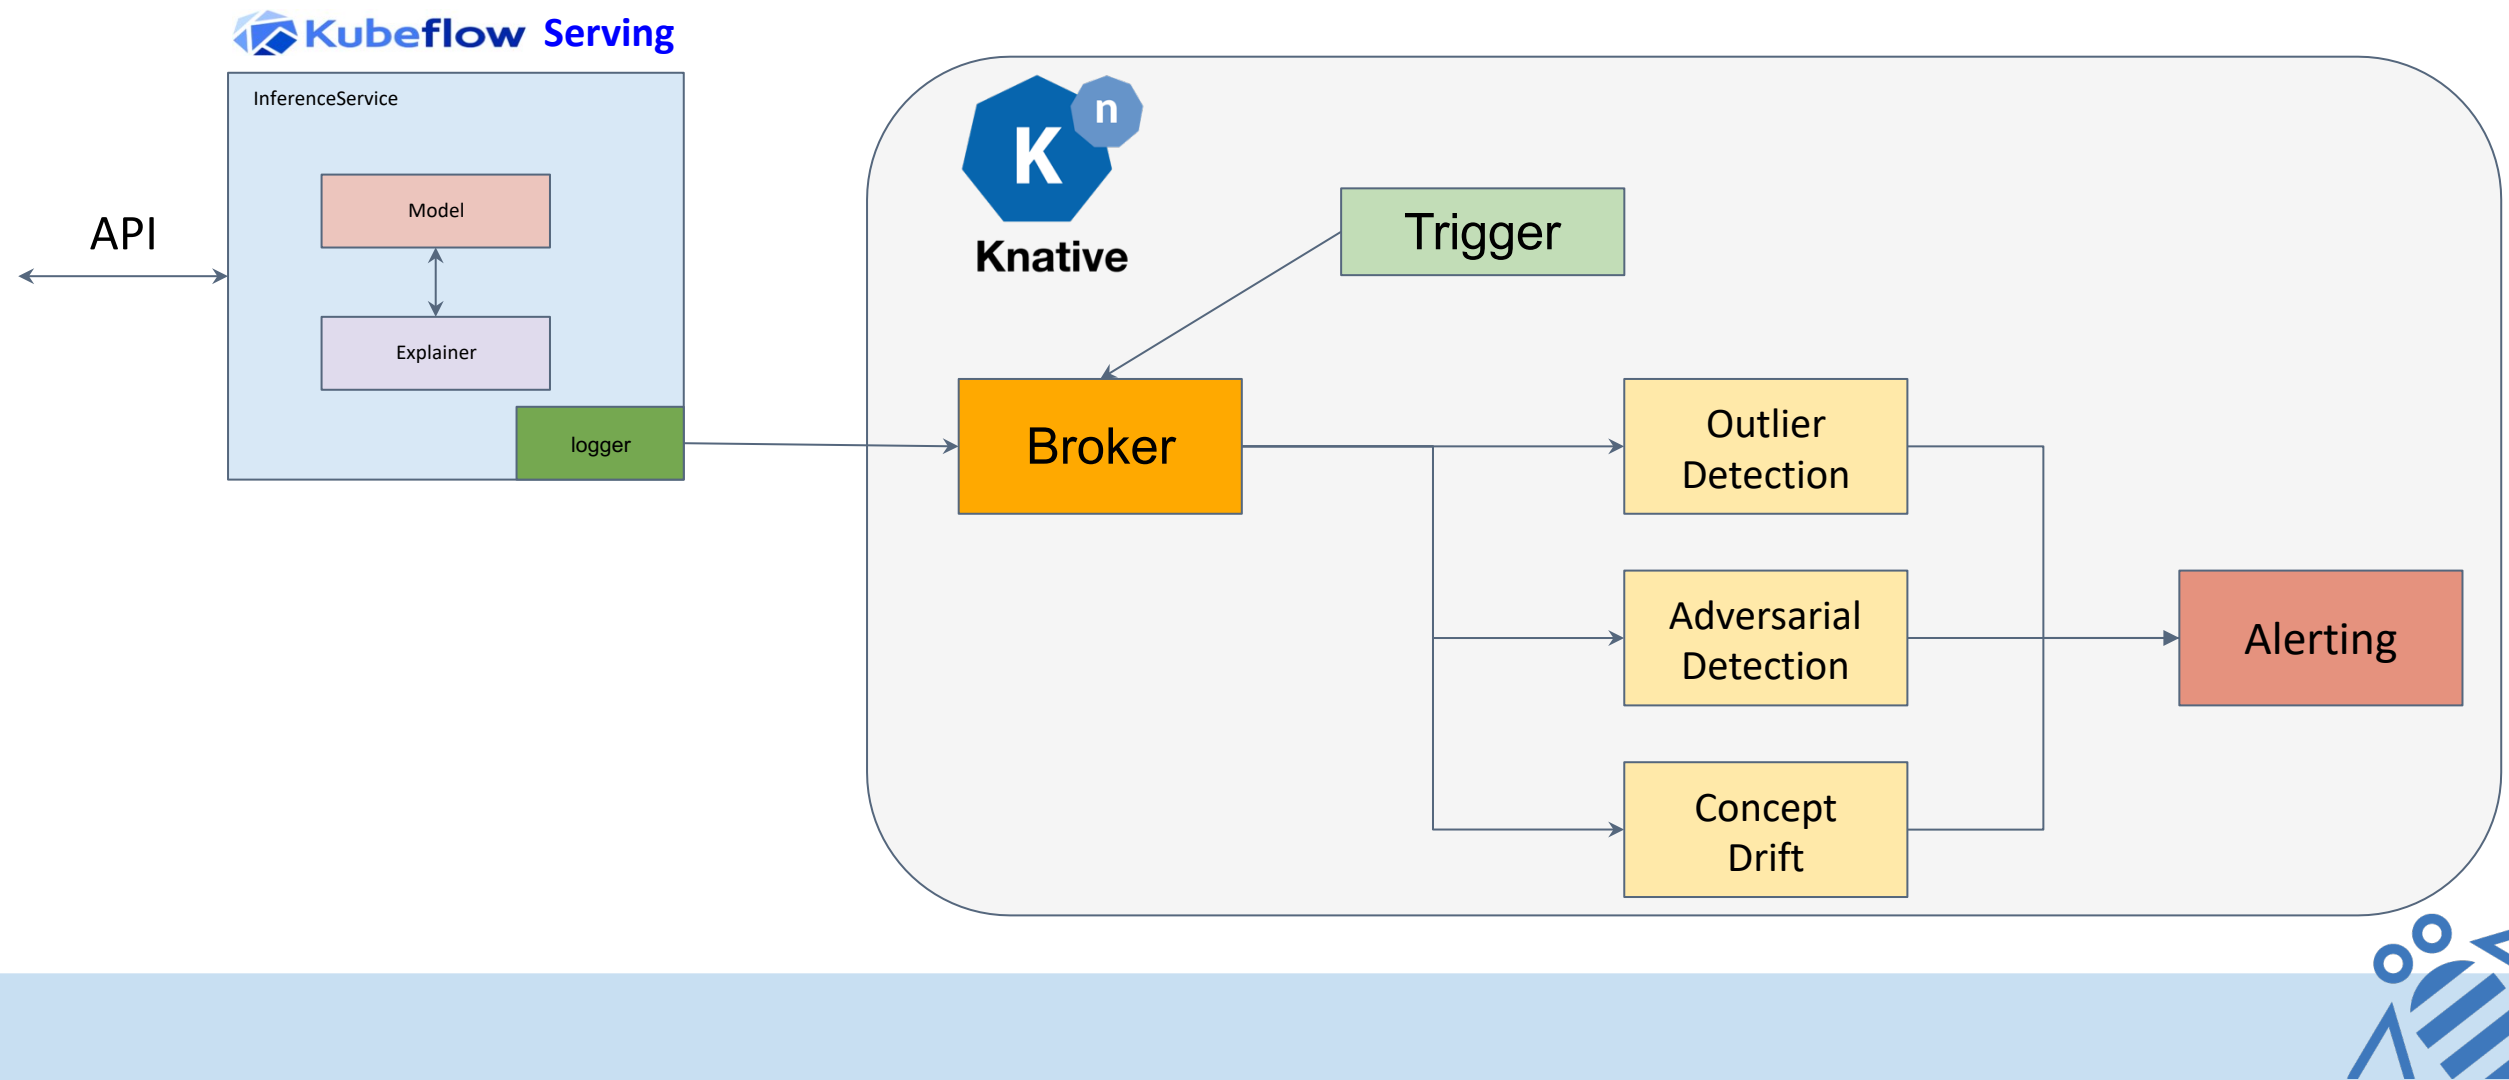 Kubeflow Serving
InferenceService
Model
Explainer
logger
API
K
n
Knative
Trigger
Broker
Outlier
Detection
Adversarial
Detection
Concept
Drift
Alerting